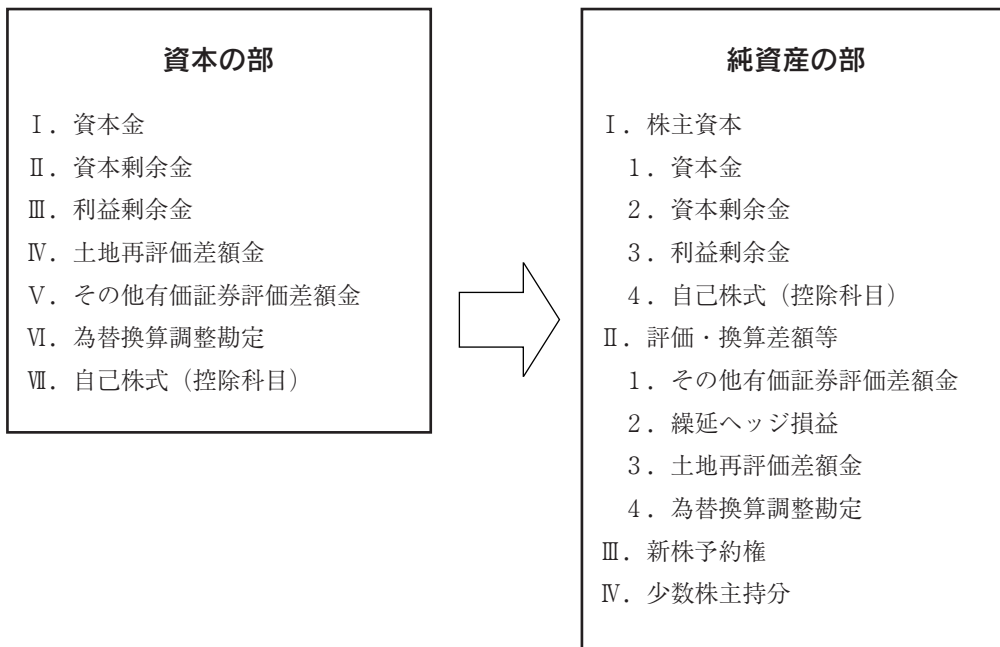 資本の部
Ⅰ．資本金
Ⅱ．資本剰余金
Ⅲ．利益剰余金
Ⅳ．土地再評価差額金
Ⅴ．その他有価証券評価差額金
Ⅵ．為替換算調整勘定
Ⅶ．自己株式（控除科目）
純資産の部
Ⅰ．株主資本
１．資本金
２．資本剰余金
３．利益剰余金
４．自己株式（控除科目）
Ⅱ．評価・換算差額等
１．その他有価証券評価差額金
２．繰延ヘッジ損益
３．土地再評価差額金
４．為替換算調整勘定
Ⅲ．新株予約権
Ⅳ．少数株主持分